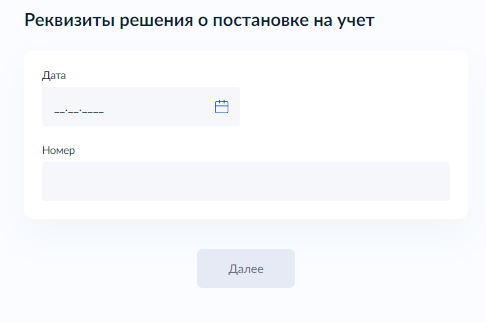 Реквизиты решения о постановке на учет
Дата
__.__.____
Номер
Далее